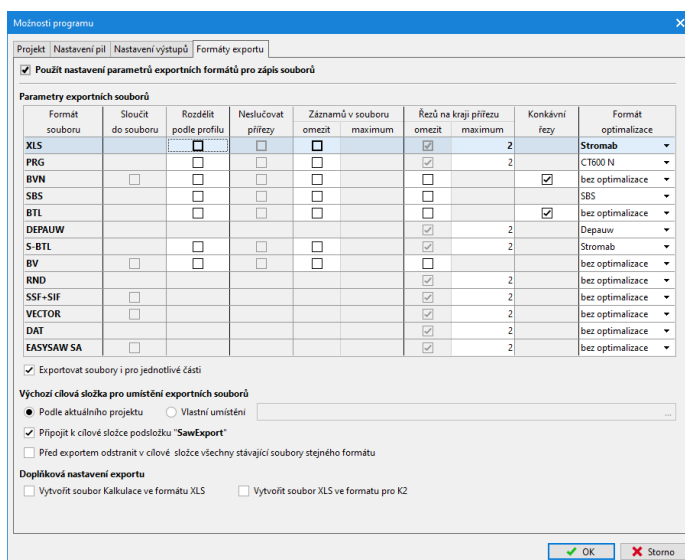 Možnosti programu
Projekt Nastavení pil Nastavení výstupů Formáty exportu
Použít nastavení parametrů exportních formátů pro zápis souborů
Parametry exportních souborů
Formát Sloučit Rozdělit Neslučovat Záznamů v souboru Řezů na kraji přířezu Konkávní Formát
souboru do souboru podle profilu přířezy omezit maximum omezit maximum řezy optimalizace
XLS 2 Stromab
PRG 2 CT600 N
BVN bez optimalizace
SBS SBS
BTL bez optimalizace
DEPAUW 2 Depauw
S-BTL 2 Stromab
BV bez optimalizace
RND 2 bez optimalizace
SSF+SIF 2 bez optimalizace
VECTOR 2 bez optimalizace
DAT 2 bez optimalizace
EASYSAW SA 2 bez optimalizace
Exportovat soubory i pro jednotlivé části
Výchozí cílová složka pro umístění exportních souborů
Podle aktuálního projektu Vlastní umístění ...
Připojit k cílové složce podsložku "SawExport"
Před exportem odstranit v cílové složce všechny stávající soubory stejného formátu
Doplňková nastavení exportu
Vytvořit soubor Kalkulace ve formátu XLS Vytvořit soubor XLS ve formatu pro K2
OK Storno